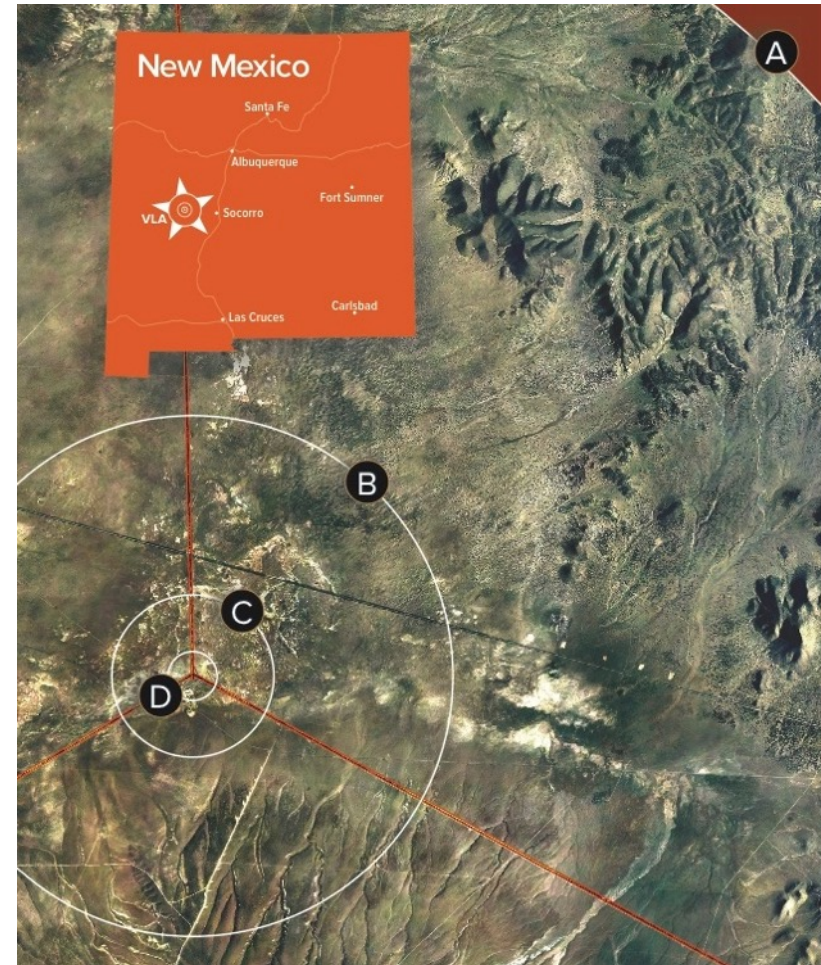 A
New Mexico
Santa Fe
Albuquerque
Fort Sumner
VLA
Socorro
Carlsbad
Las Cruces
B
C
D